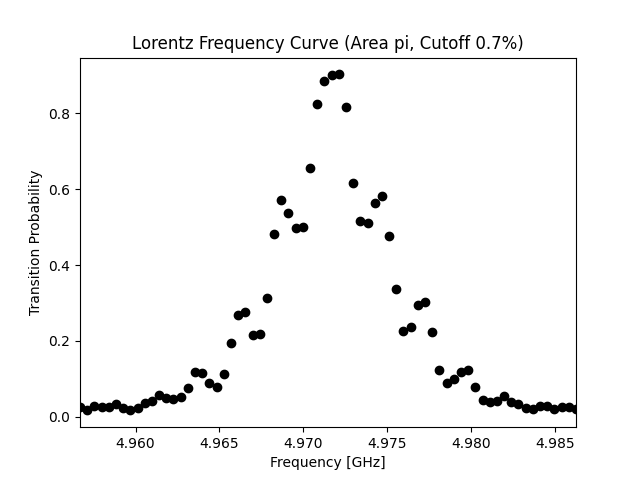 Lorentz Frequency Curve (Area pi, Cutoff 0.7%)
Transition Probability
0.8
0.6
0.4
0.2
0.0
4.960 4.965 4.970 4.975 4.980 4.985
Frequency [GHz]